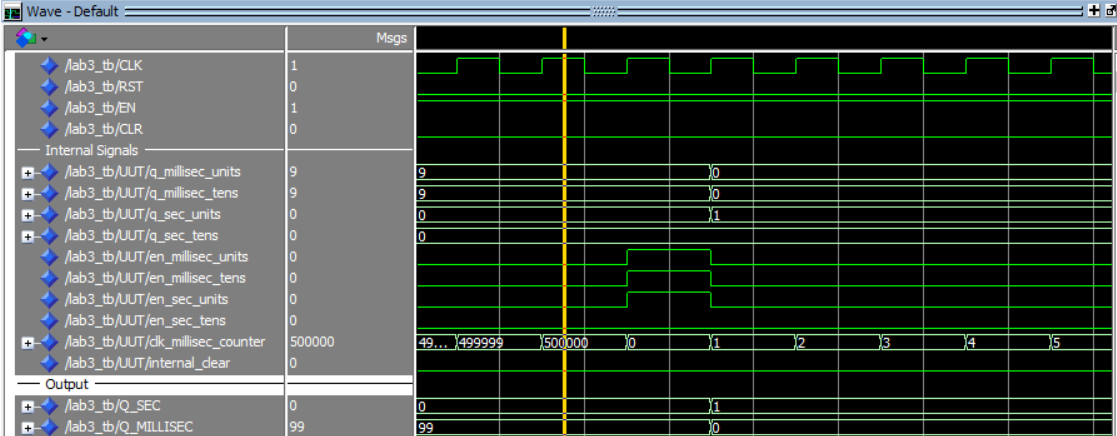 Wave - Default
Msgs
/lab3_tb/CLK 1
/lab3_tb/RST 0
/lab3_tb/EN 1
/lab3_tb/CLR 0
Internal Signals
/lab3_tb/UUT/q_millisec_units 9 9 0
/lab3_tb/UUT/q_millisec_tens 9 9 0
/lab3_tb/UUT/q_sec_units 0 0 1
/lab3_tb/UUT/q_sec_tens 0 0
/lab3_tb/UUT/en_millisec_units 0
/lab3_tb/UUT/en_millisec_tens 0
/lab3_tb/UUT/en_sec_units 0
/lab3_tb/UUT/en_sec_tens 0
/lab3_tb/UUT/clk_millisec_counter 500000 49... 499999 500000 0 1 2 3 4 5
/lab3_tb/UUT/internal_clear 0
Output
/lab3_tb/Q_SEC 0 0 1
/lab3_tb/Q_MILLISEC 99 99 0